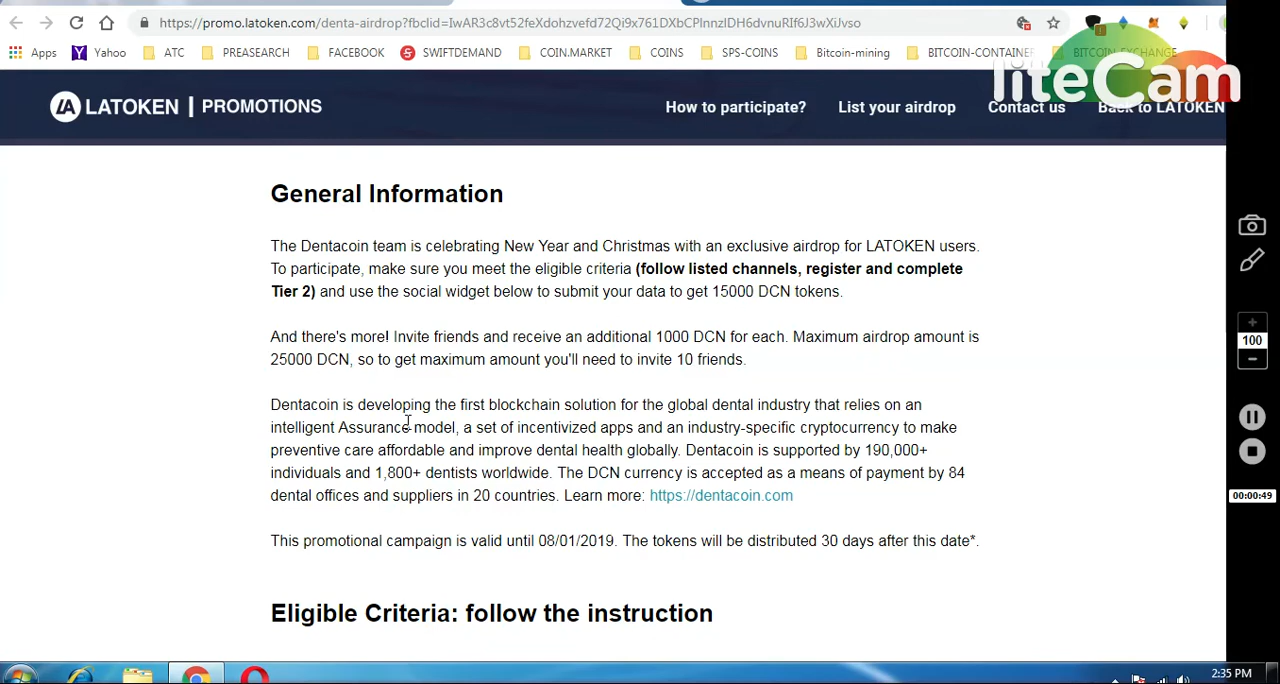 https://promo.latoken.com/denta-airdrop?fbclid=IwAR3c8vt52feXdohzvefd72Qi9x761DXbCPlnnzIDH6dvnuRIf6J3wXiJvso
Apps Yahoo ATC PREASEARCH FACEBOOK SWIFTDEMAND COIN.MARKET COINS SPS-COINS Bitcoin-mining BITCOIN-CONTAINER BITCOIN-EXCHANGE
liteCam
LATOKEN | PROMOTIONS How to participate? List your airdrop Contact us Back to LATOKEN
General Information
The Dentacoin team is celebrating New Year and Christmas with an exclusive airdrop for LATOKEN users.
To participate, make sure you meet the eligible criteria (follow listed channels, register and complete
Tier 2) and use the social widget below to submit your data to get 15000 DCN tokens.
And there's more! Invite friends and receive an additional 1000 DCN for each. Maximum airdrop amount is
25000 DCN, so to get maximum amount you'll need to invite 10 friends.
Dentacoin is developing the first blockchain solution for the global dental industry that relies on an
intelligent Assurance model, a set of incentivized apps and an industry-specific cryptocurrency to make
preventive care affordable and improve dental health globally. Dentacoin is supported by 190,000+
individuals and 1,800+ dentists worldwide. The DCN currency is accepted as a means of payment by 84
dental offices and suppliers in 20 countries. Learn more: https://dentacoin.com
This promotional campaign is valid until 08/01/2019. The tokens will be distributed 30 days after this date*.
Eligible Criteria: follow the instruction
100
00:00:49
2:35 PM